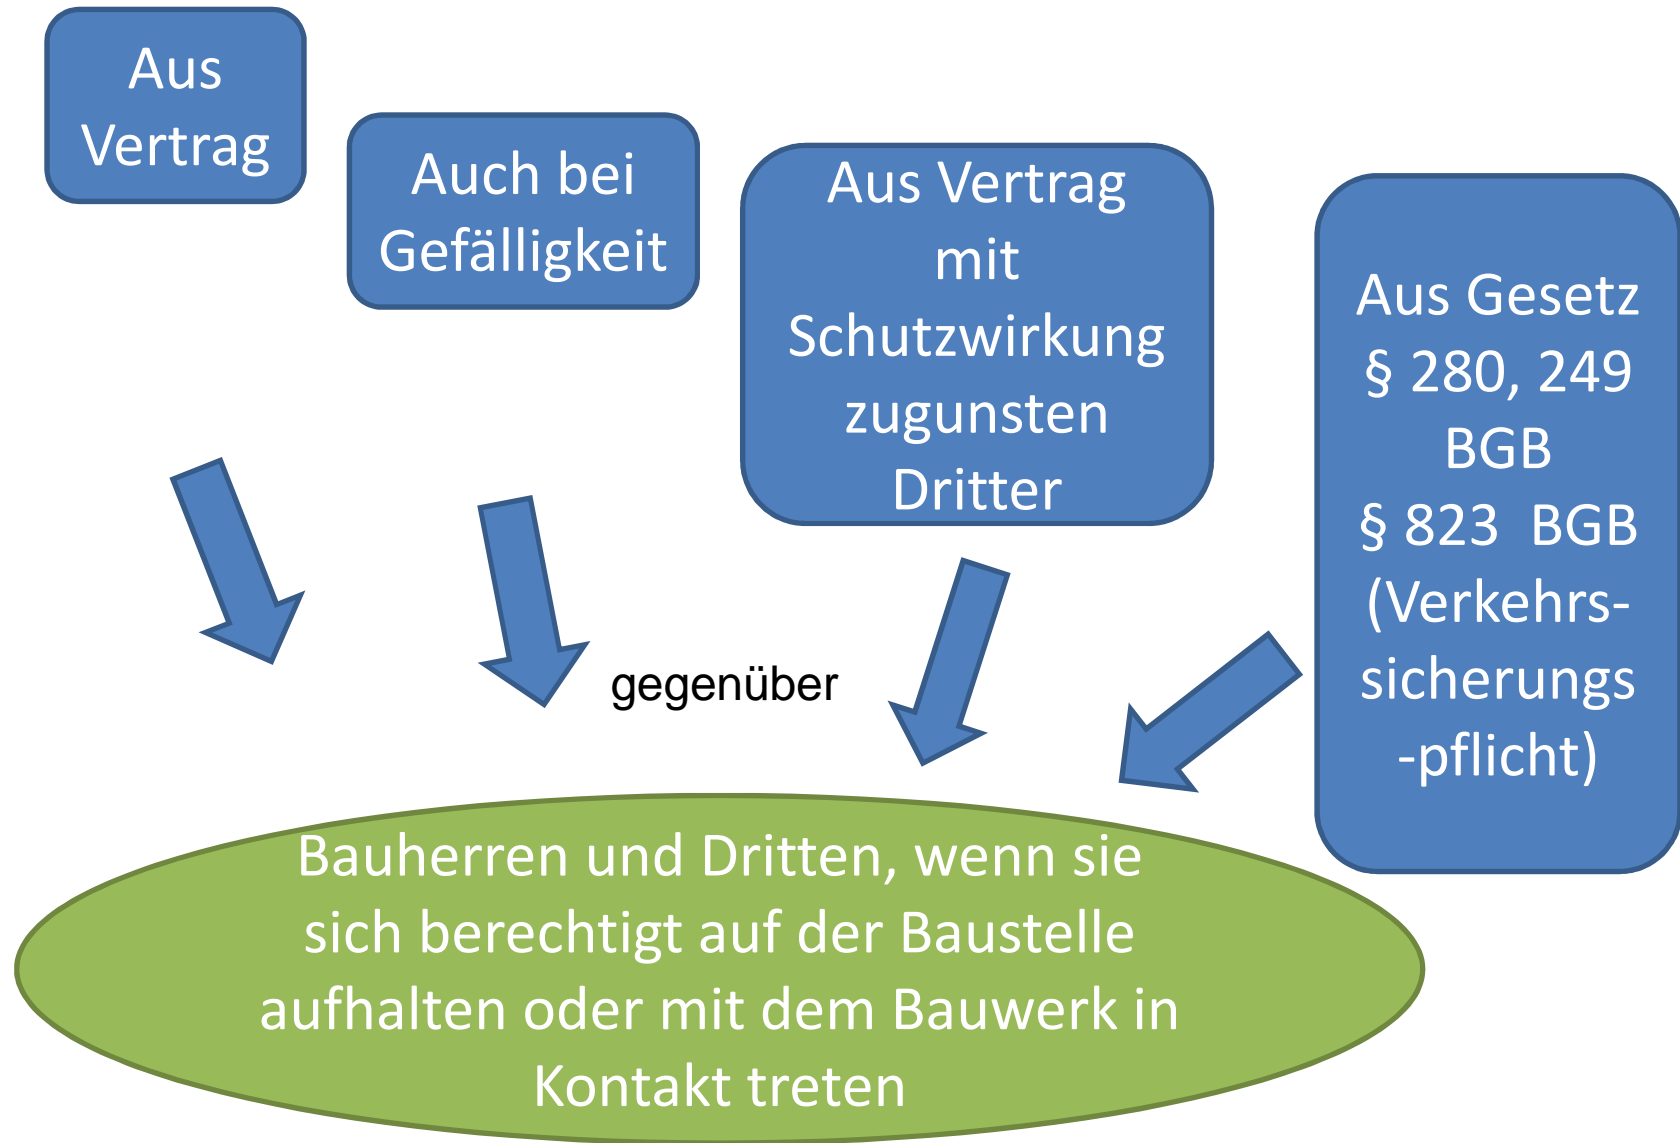 Aus
Vertrag
Auch bei
Gefälligkeit
Aus Vertrag
mit
Schutzwirkung
zugunsten
Dritter
Aus Gesetz
§ 280, 249
BGB
§ 823  BGB
(Verkehrs-
sicherungs
-pflicht)
gegenüber
Bauherren und Dritten, wenn sie
sich berechtigt auf der Baustelle
aufhalten oder mit dem Bauwerk in
Kontakt treten